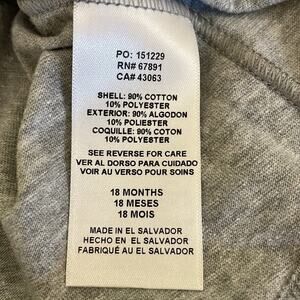 PO: 151229
RN# 67891
CA# 43063
SHELL: 90% COTTON
10% POLYESTER
EXTERIOR: 90% ALGODON
10% POLIESTER
COQUILLE: 90% COTON
10% POLYESTER
SEE REVERSE FOR CARE
VER AL DORSO PARA CUIDADO
VOIR AU VERSO POUR SOINS
18 MONTHS
18 MESES
18 MOIS
MADE IN EL SALVADOR
HECHO EN EL SALVADOR
FABRIQUÉ AU EL SALVADOR